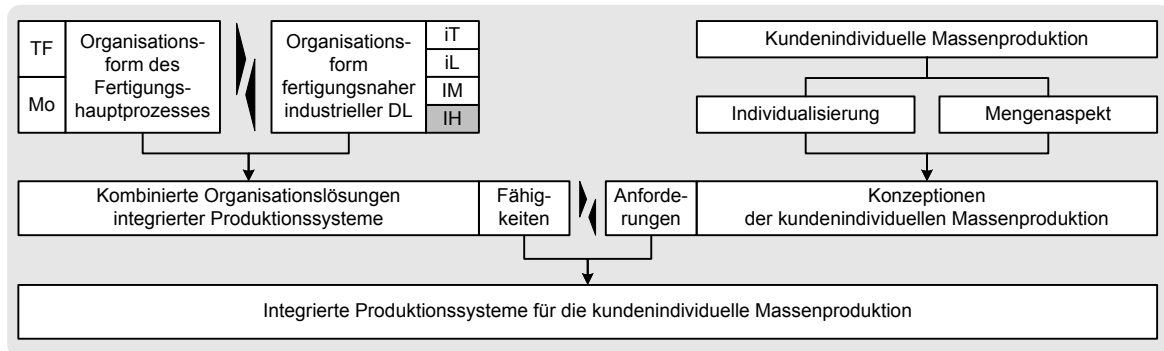 TF
Mo
Organisations-
form des
Fertigungs-
hauptprozesses
Organisations-
form
fertigungsnaher
industrieller DL
iT
iL
IM
IH
Kundenindividuelle Massenproduktion
Individualisierung
Mengenaspekt
Kombinierte Organisationslösungen
integrierter Produktionssysteme
Fähig-
keiten
Anforde-
rungen
Konzeptionen
der kundenindividuellen Massenproduktion
Integrierte Produktionssysteme für die kundenindividuelle Massenproduktion